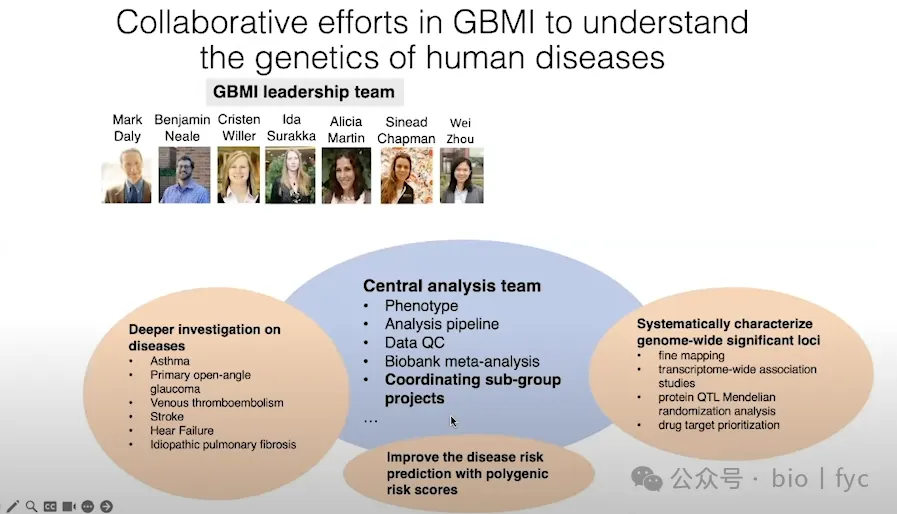 Collaborative efforts in GBMI to understand
the genetics of human diseases
GBMI leadership team
Mark
Daly
Benjamin
Neale
Cristen
Willer
Ida
Surakka
Alicia
Martin
Sinead
Chapman
Wei
Zhou
Central analysis team
• Phenotype
• Analysis pipeline
• Data QC
• Biobank meta-analysis
• Coordinating sub-group
projects
...
Deeper investigation on
diseases
• Asthma
• Primary open-angle
glaucoma
• Venous thromboembolism
• Stroke
• Hear Failure
• Idiopathic pulmonary fibrosis
Systematically characterize
genome-wide significant loci
• fine mapping
• transcriptome-wide association
studies
• protein QTL Mendelian
randomization analysis
• drug target prioritization
Improve the disease risk
prediction with polygenic
risk scores
公众号 · bio | fyc
CC